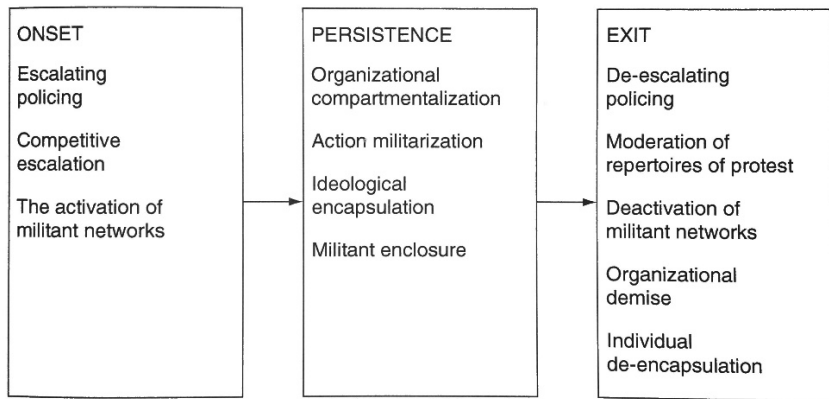 ONSET
Escalating
policing
Competitive
escalation
The activation of
militant networks
PERSISTENCE
Organizational
compartmentalization
Action militarization
Ideological
encapsulation
Militant enclosure
EXIT
De-escalating
policing
Moderation of
repertoires of protest
Deactivation of
militant networks
Organizational
demise
Individual
de-encapsulation